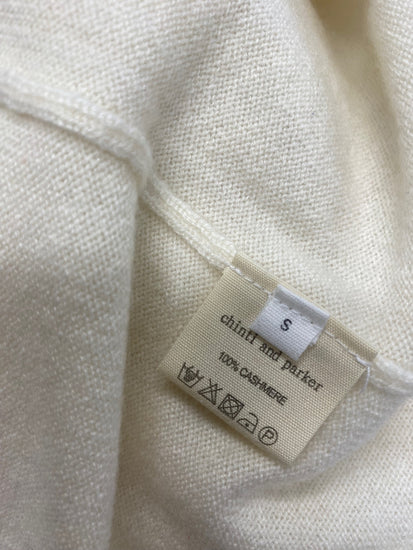 S
chinti and parker
100% CASHMERE
P